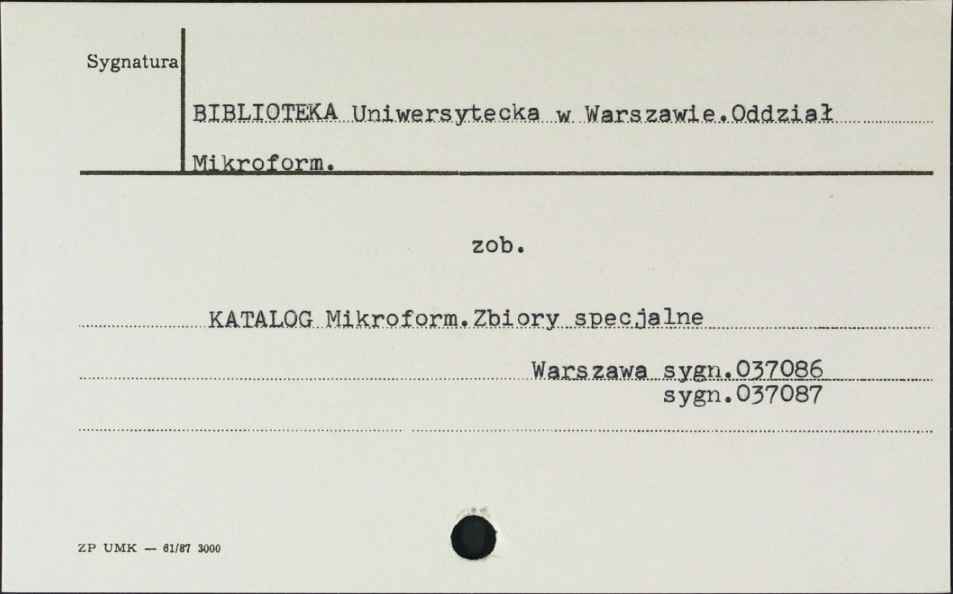 Sygnatura
BIBLIOTEKA Uniwersytecka w Warszawie.Oddział
Mikroform.
zob.
KATALOG Mikroform.Zbiory specjalne
Warszawa sygn.037086
sygn.037087
ZP UMK — 61/87 3000